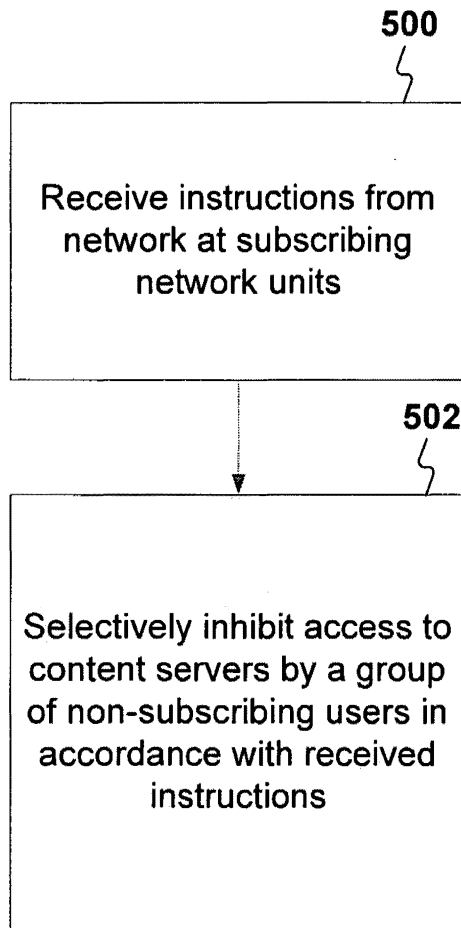 500
Receive instructions from
network at subscribing
network units
502
Selectively inhibit access to
content servers by a group
of non-subscribing users in
accordance with received
instructions